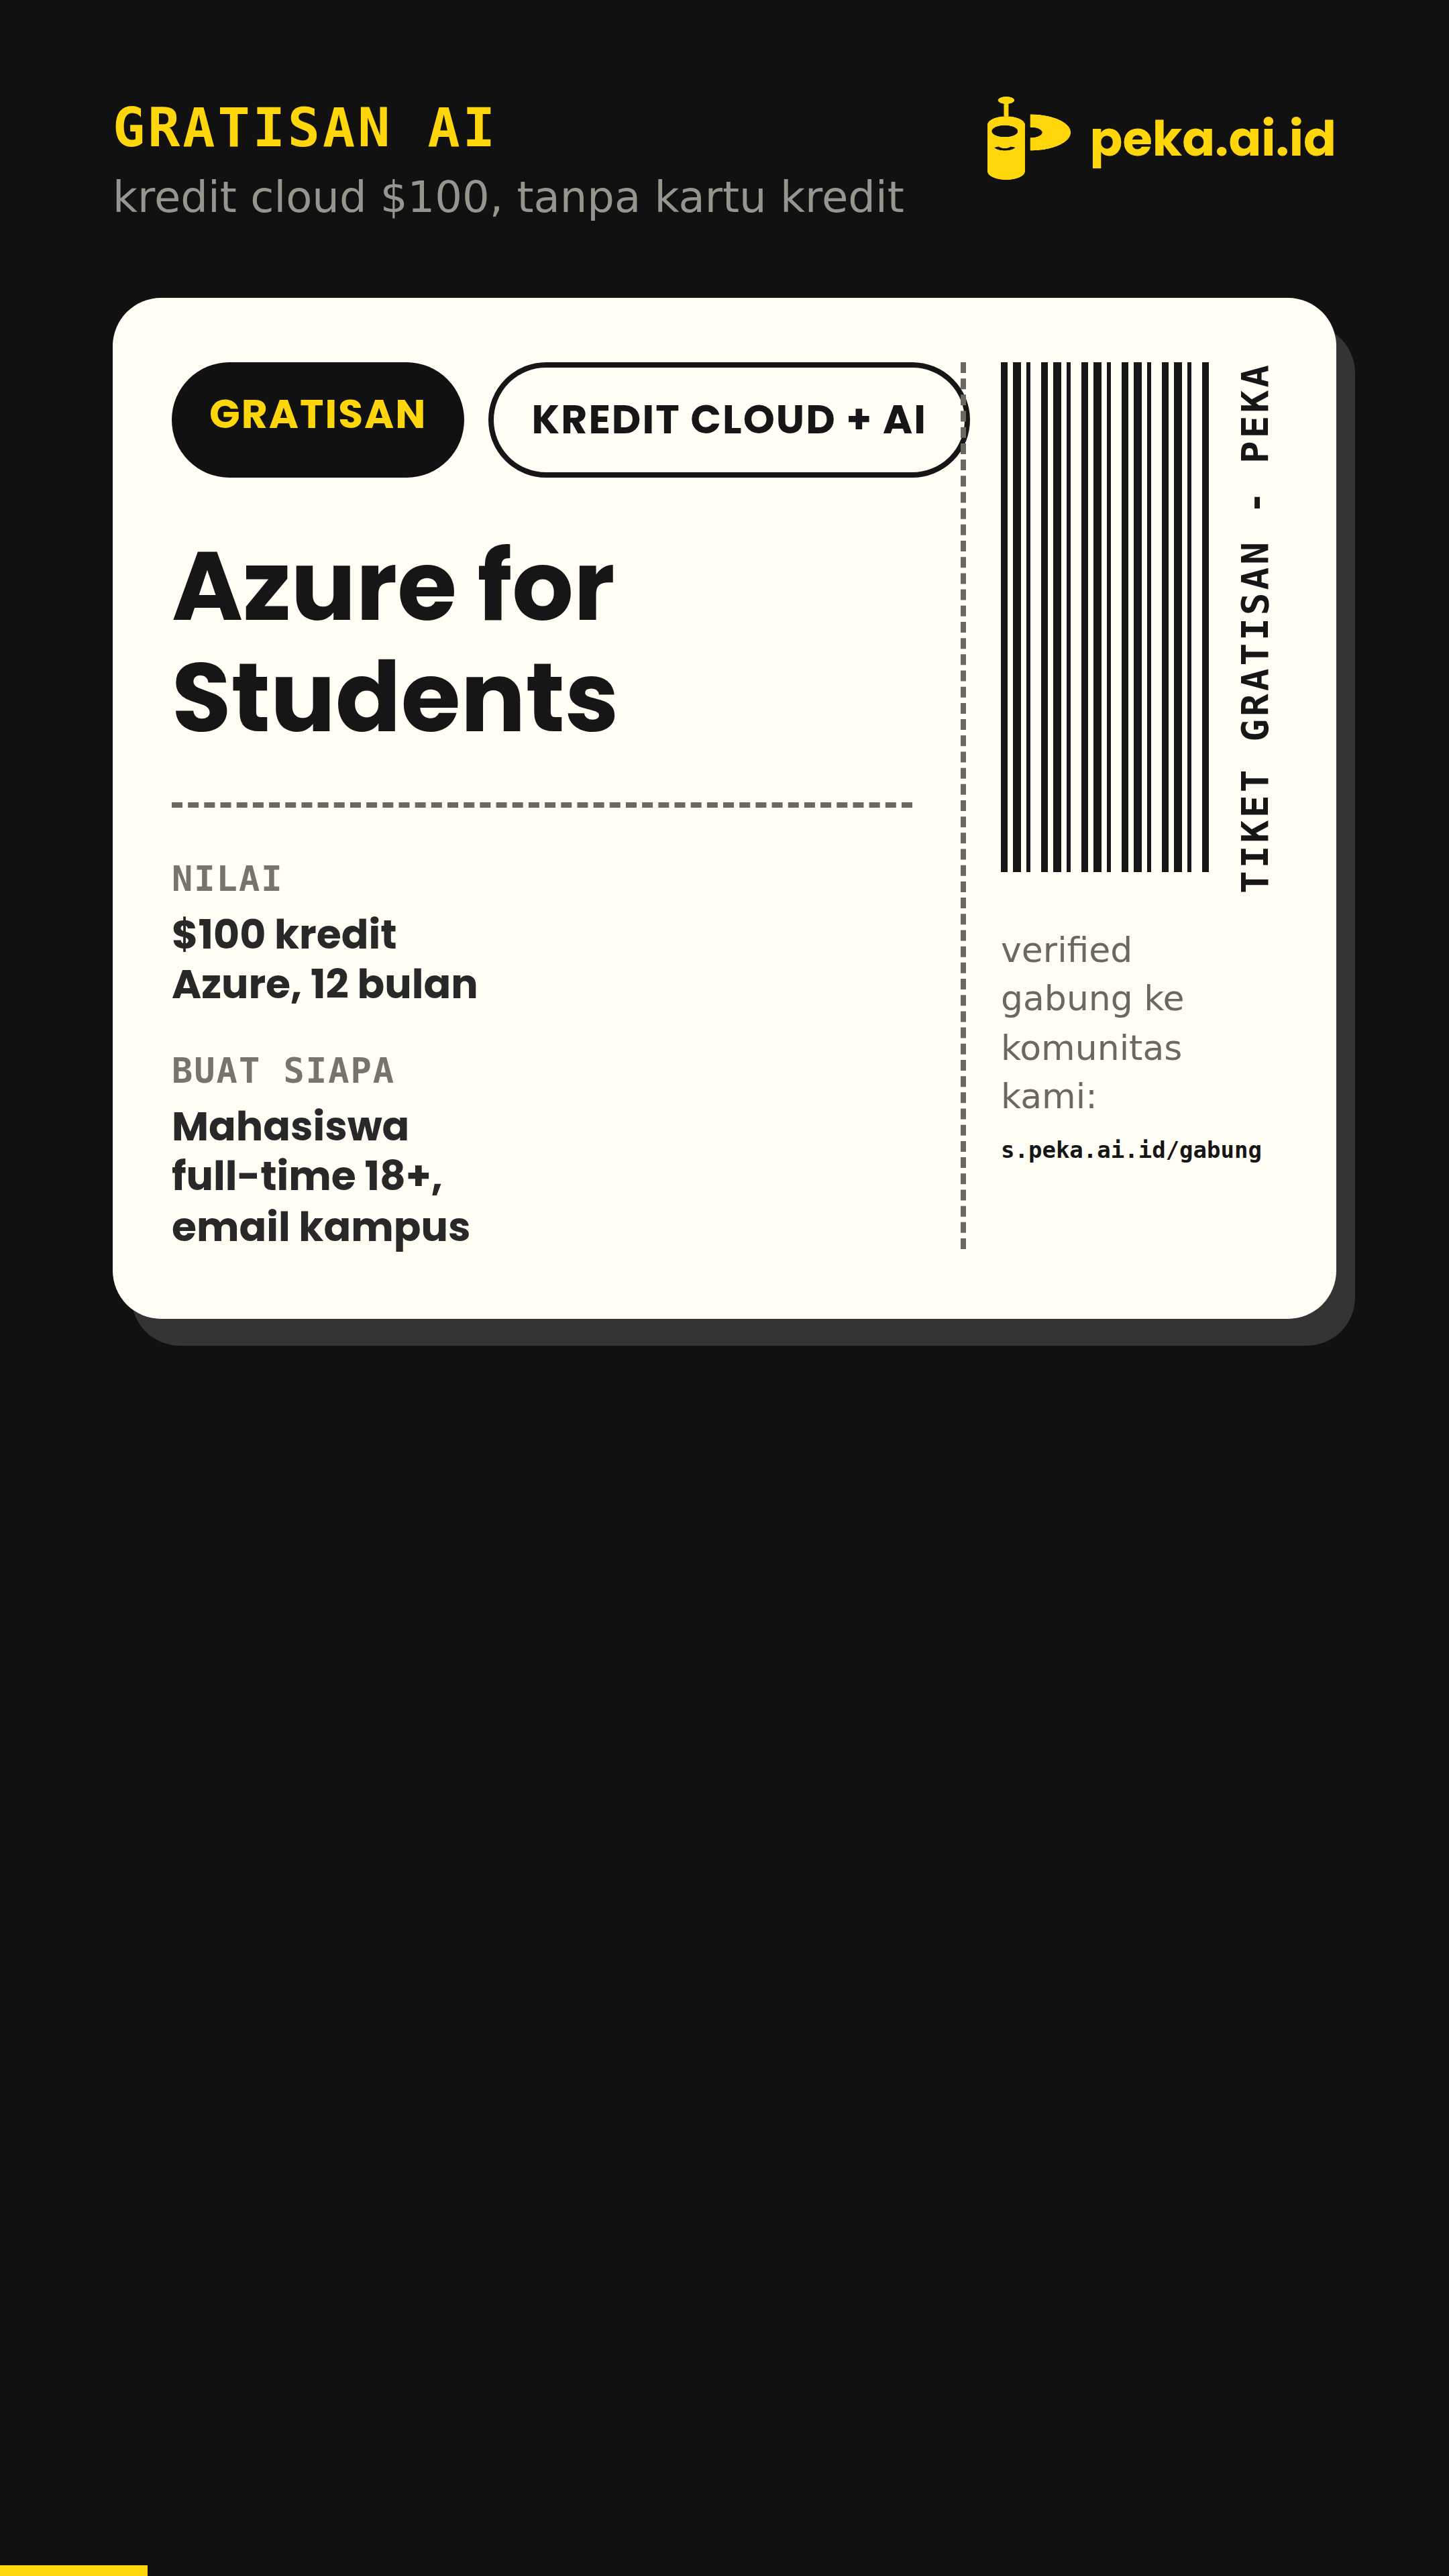 GRATISAN AI
kredit cloud $100, tanpa kartu kredit
peka.ai.id
GRATISAN
KREDIT CLOUD + AI
Azure for
Students
NILAI
$100 kredit
Azure, 12 bulan
BUAT SIAPA
Mahasiswa
full-time 18+,
email kampus
TIKET GRATISAN - PEKA
verified
gabung ke
komunitas
kami:
s.peka.ai.id/gabung